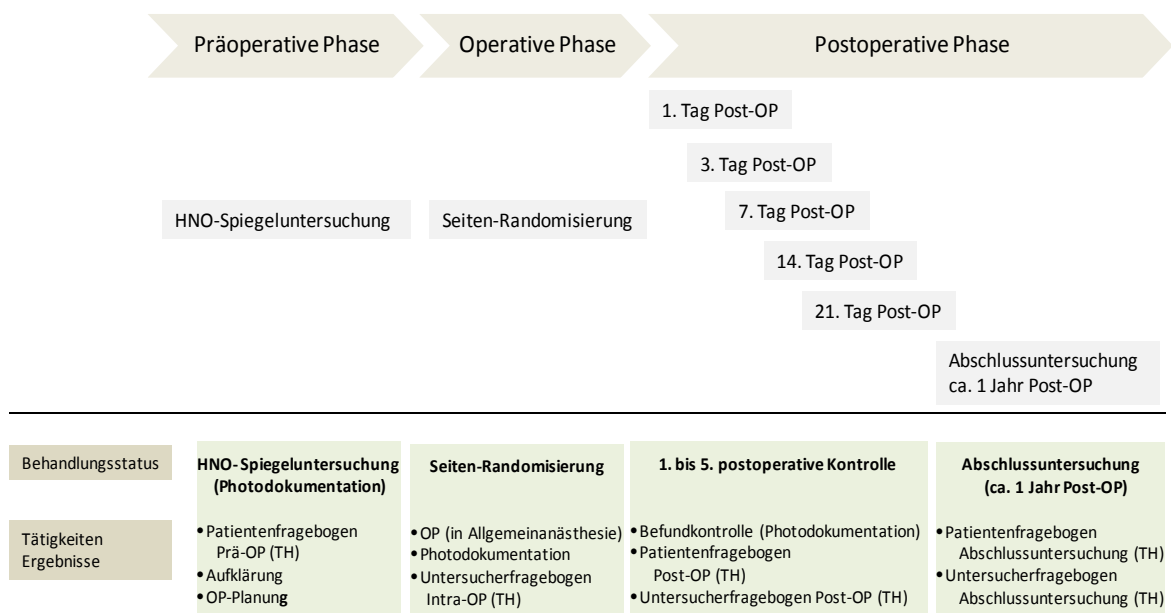 Präoperative Phase
Operative Phase
Postoperative Phase
1. Tag Post-OP
3. Tag Post-OP
7. Tag Post-OP
HNO-Spiegeluntersuchung
Seiten-Randomisierung
14. Tag Post-OP
21. Tag Post-OP
Abschlussuntersuchung
ca. 1 Jahr Post-OP
Behandlungsstatus
HNO- Spiegeluntersuchung
(Photodokumentation)
Seiten-Randomisierung
1. bis 5. postoperative Kontrolle
Abschlussuntersuchung
(ca. 1 Jahr Post-OP)
Tätigkeiten
Ergebnisse
•Patientenfragebogen
Prä-OP (TH)
•Aufklärung
•OP-Planung
•OP (in Allgemeinanästhesie)
•Photodokumentation
•Untersucherfragebogen
Intra-OP (TH)
•Befundkontrolle (Photodokumentation)
•Patientenfragebogen
Post-OP (TH)
•Untersucherfragebogen Post-OP (TH)
•Patientenfragebogen
Abschlussuntersuchung (TH)
•Untersucherfragebogen
Abschlussuntersuchung (TH)